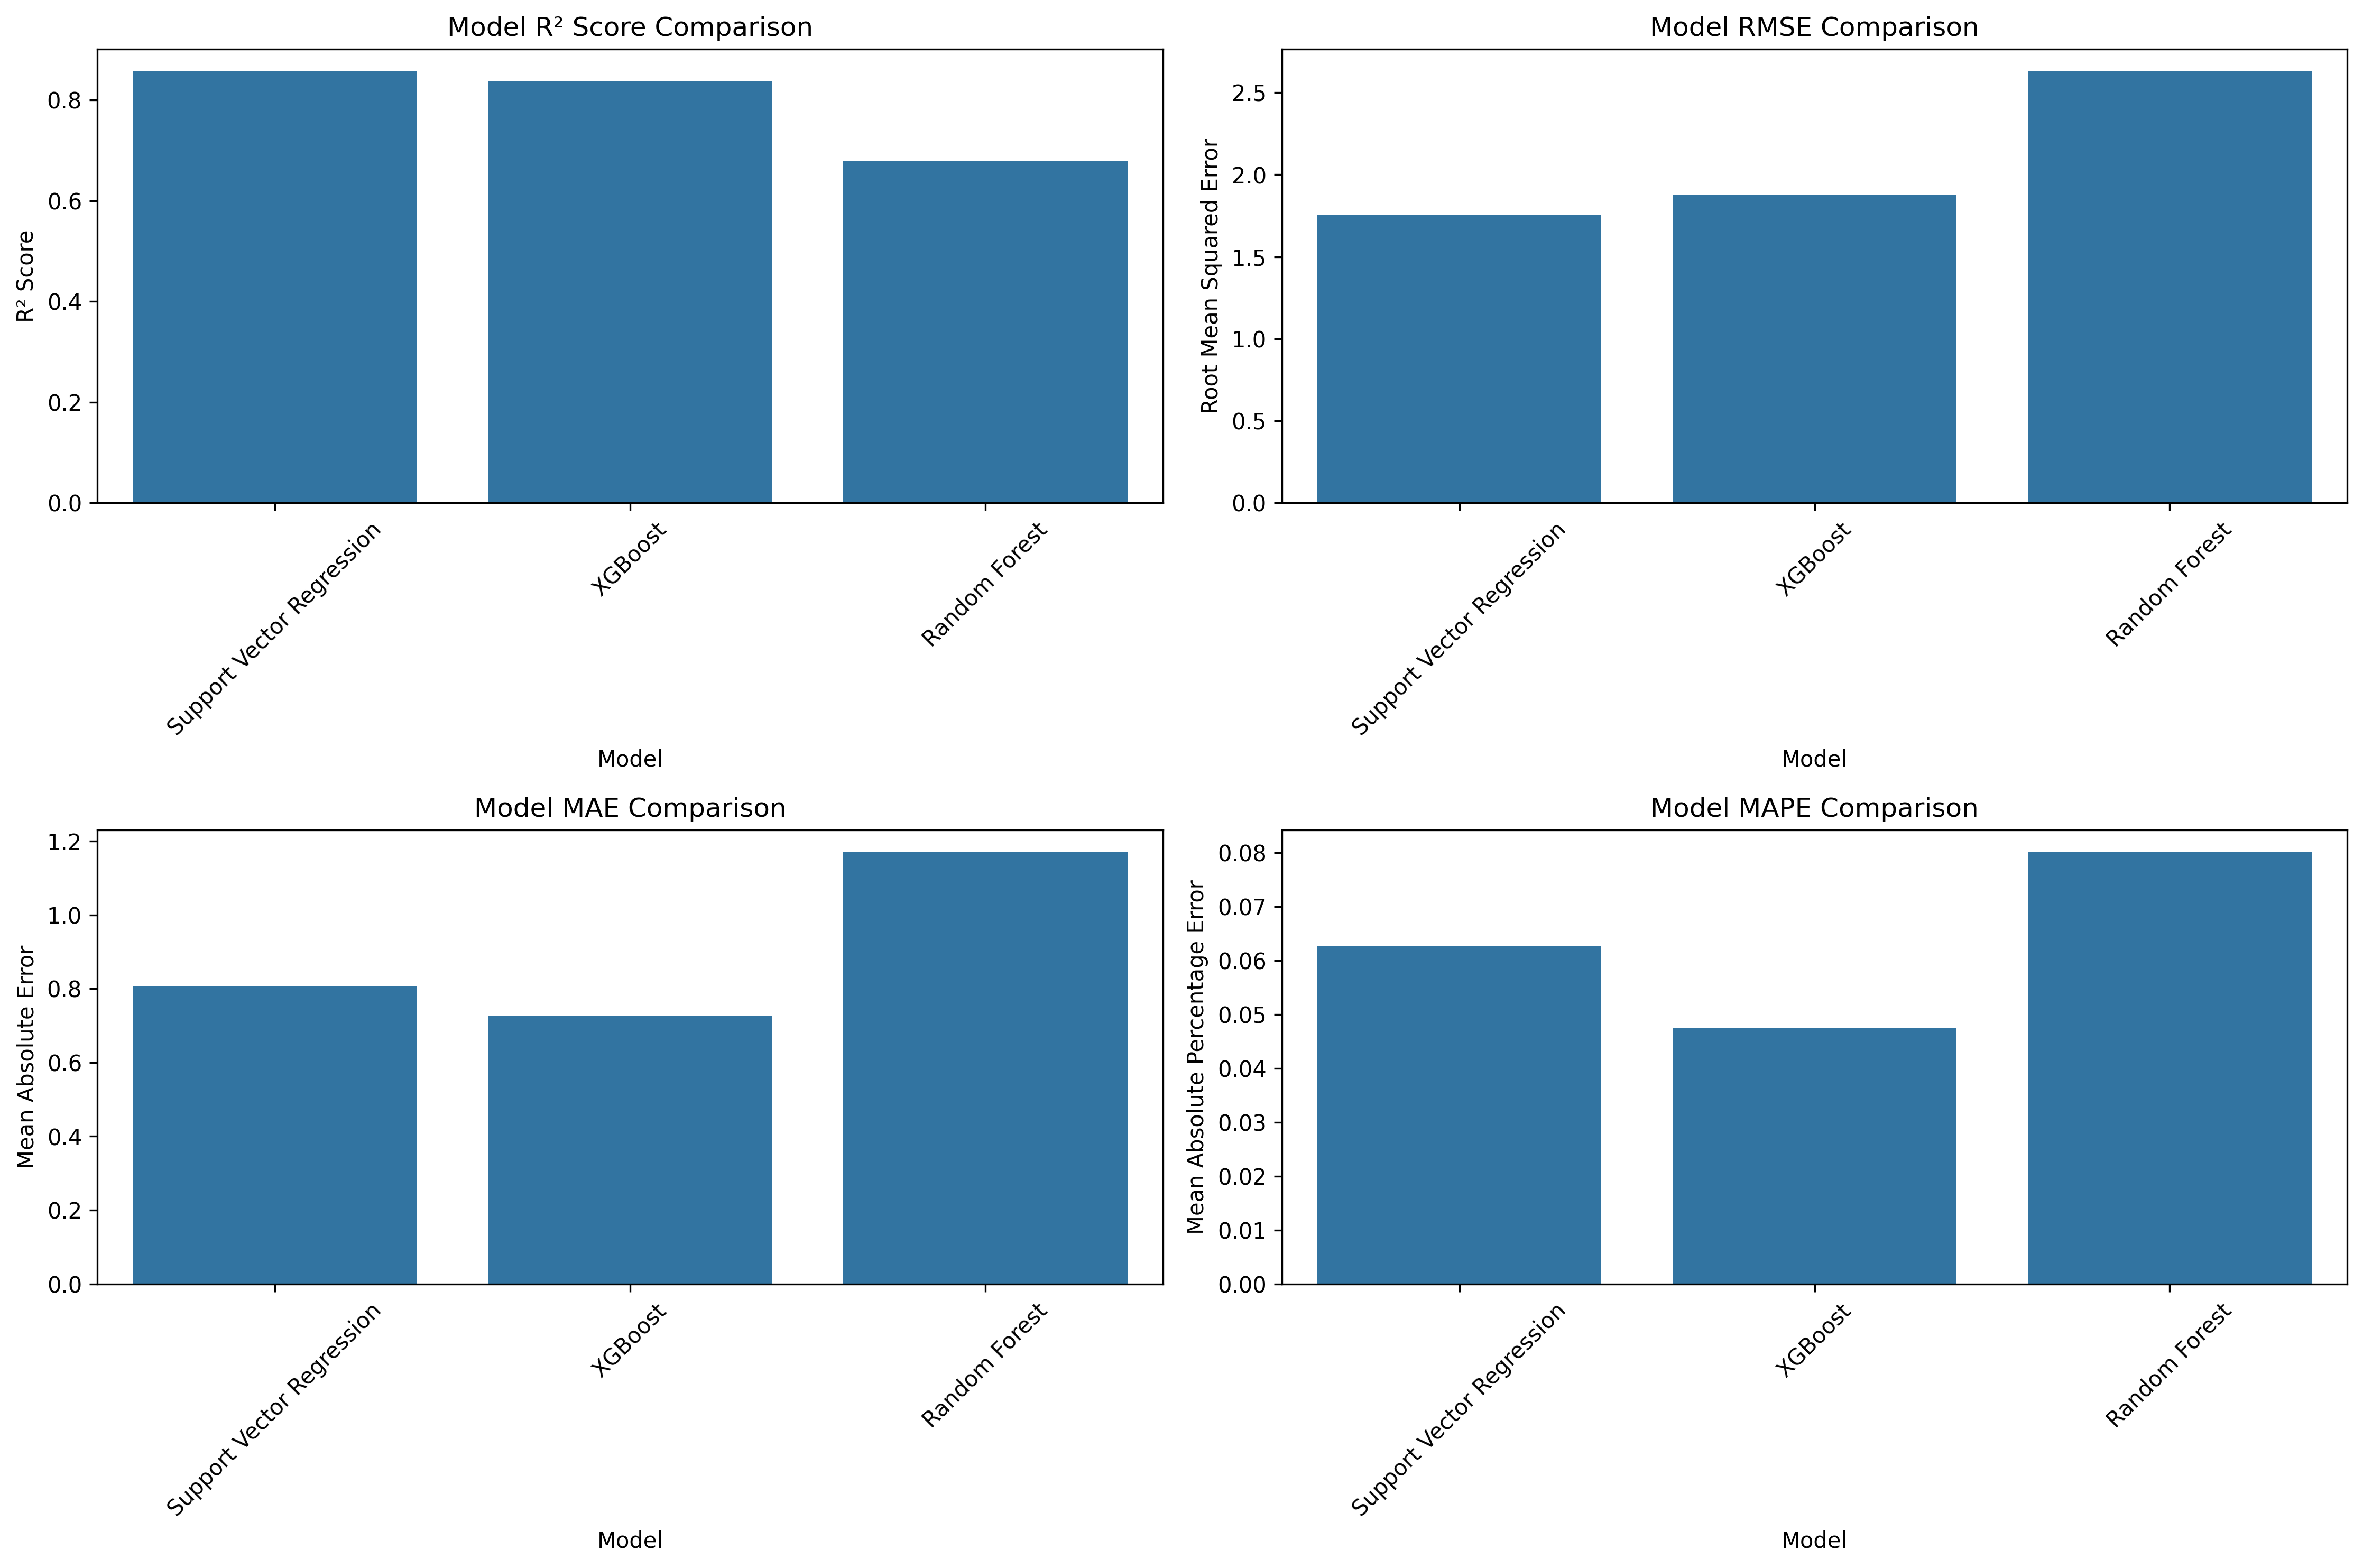 Model R² Score Comparison
R² Score
0.8
0.6
0.4
0.2
0.0
Support Vector Regression
XGBoost
Random Forest
Model
Model RMSE Comparison
Root Mean Squared Error
2.5
2.0
1.5
1.0
0.5
0.0
Support Vector Regression
XGBoost
Random Forest
Model
Model MAE Comparison
Mean Absolute Error
1.2
1.0
0.8
0.6
0.4
0.2
0.0
Support Vector Regression
XGBoost
Random Forest
Model
Model MAPE Comparison
Mean Absolute Percentage Error
0.08
0.07
0.06
0.05
0.04
0.03
0.02
0.01
0.00
Support Vector Regression
XGBoost
Random Forest
Model